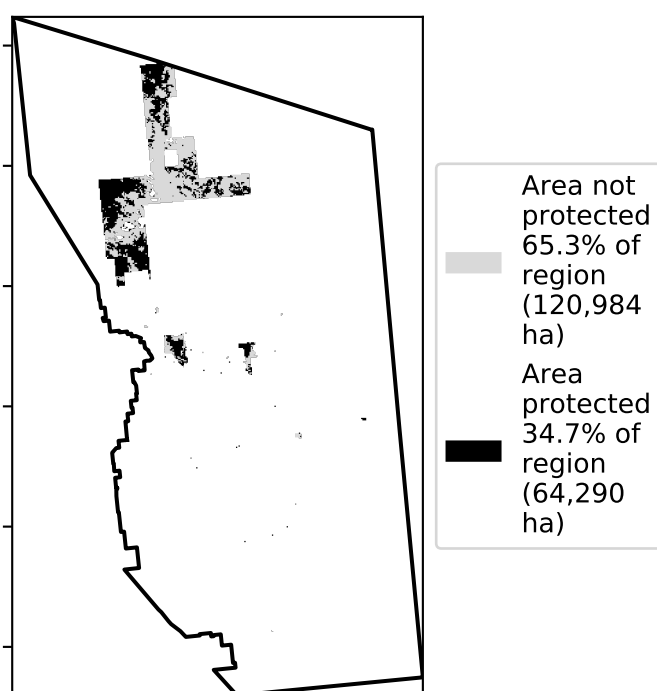 Area not
protected
65.3% of
region
(120,984
ha)
Area
protected
34.7% of
region
(64,290
ha)